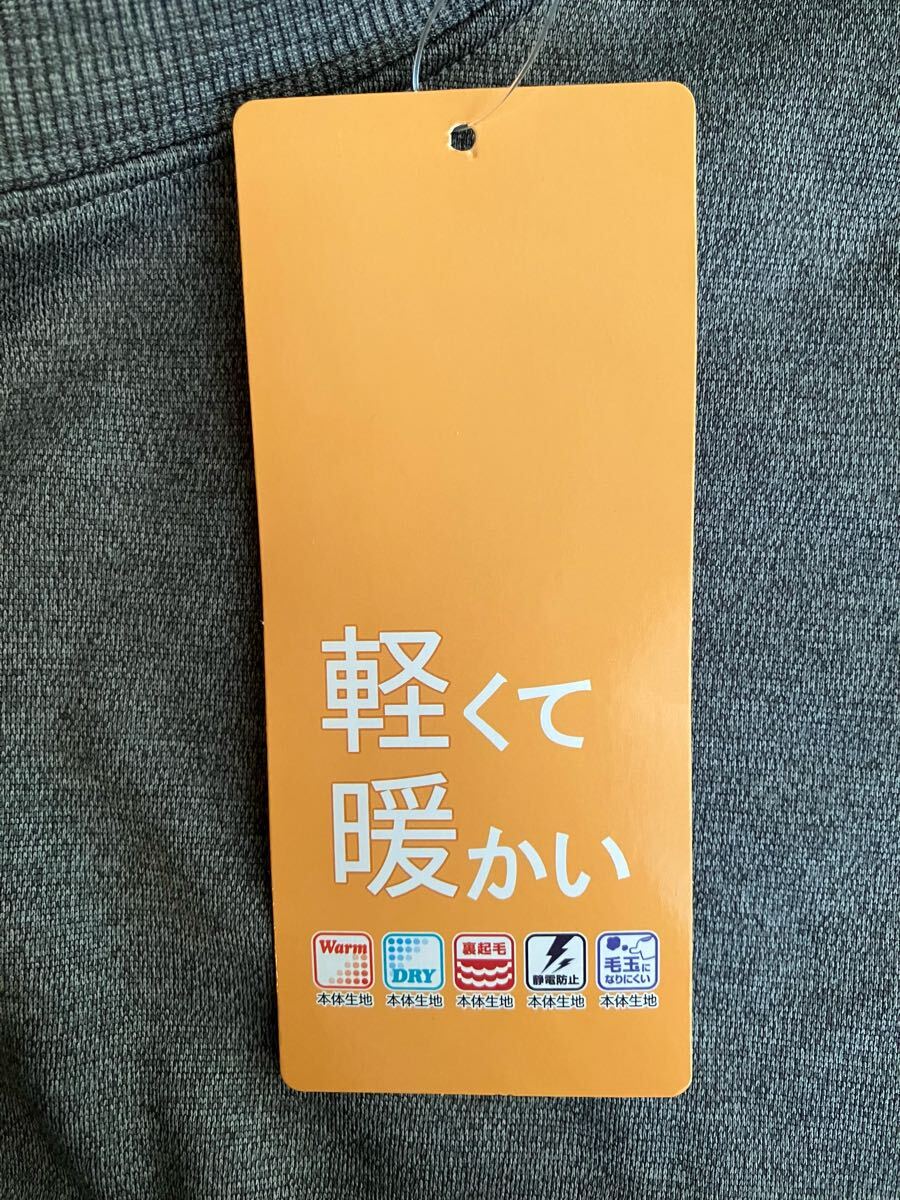 軽くて
暖かい
Warm
DRY
裏起毛
静電防止
毛玉に
なりにくい
本体生地 本体生地 本体生地 本体生地 本体生地